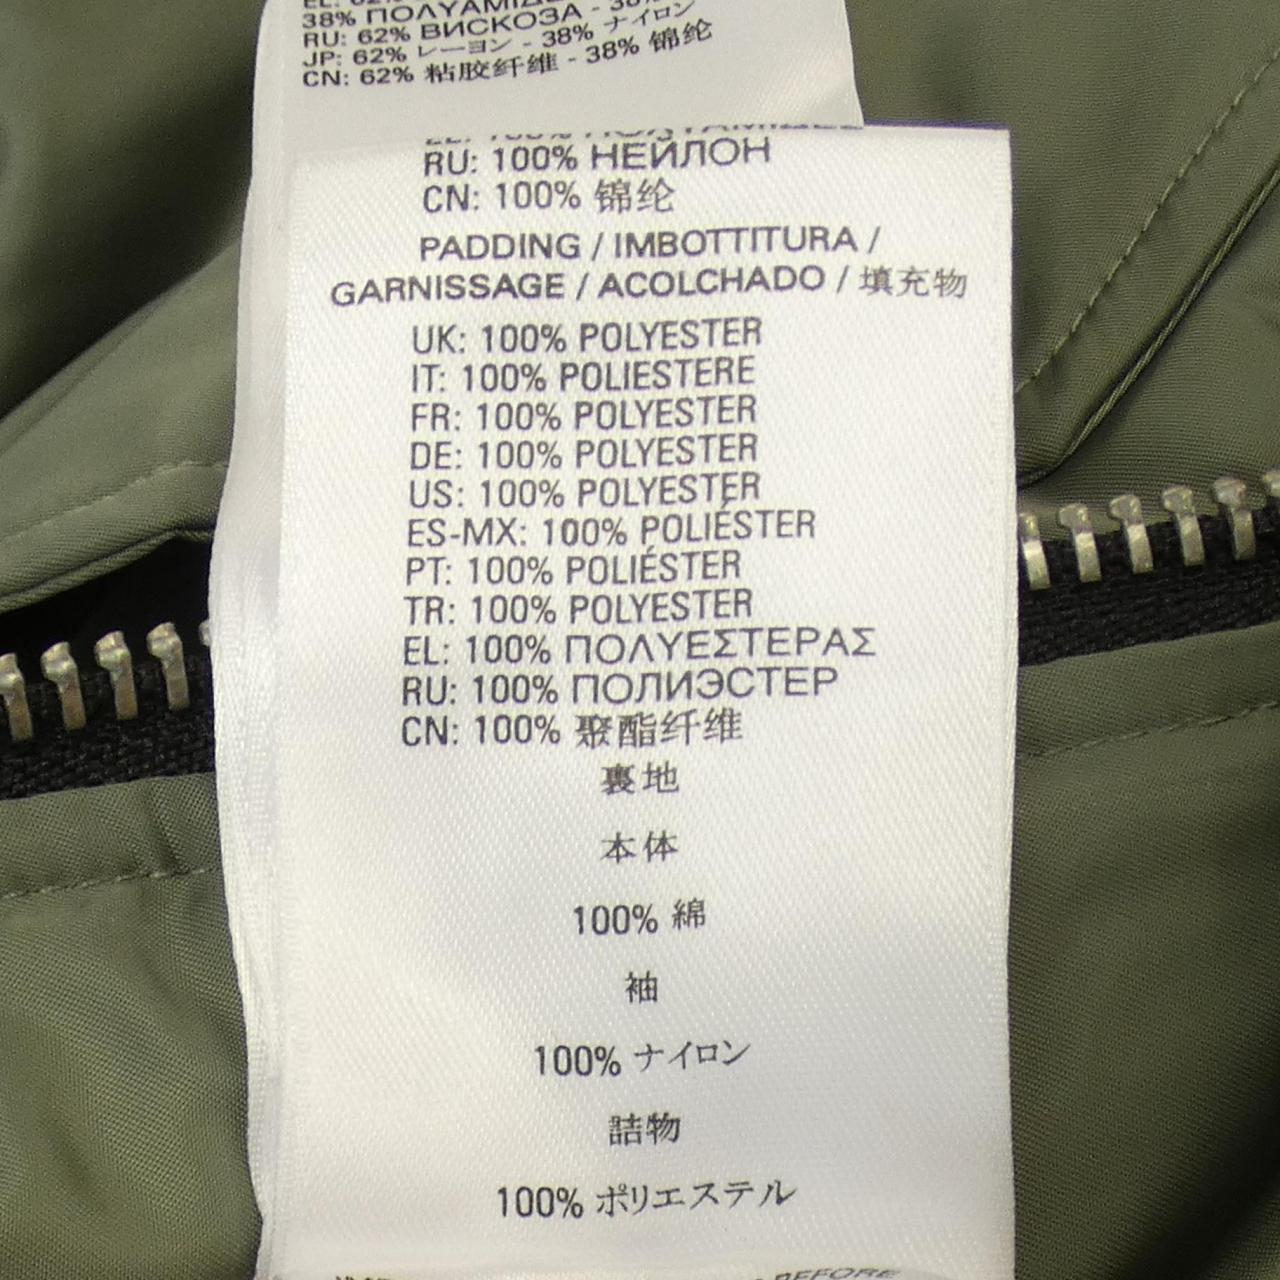 38% ΠΟΛΥΑΜΙΔΕ
RU: 62% ВИСКОЗА - 38%
JP: 62% レーヨン - 38% ナイロン
CN: 62% 粘胶纤维 - 38% 锦纶
RU: 100% НЕЙЛОН
CN: 100% 锦纶
PADDING / IMBOTTITURA /
GARNISSAGE / ACOLCHADO / 填充物
UK: 100% POLYESTER
IT: 100% POLIESTERE
FR: 100% POLYESTER
DE: 100% POLYESTER
US: 100% POLYESTER
ES-MX: 100% POLIÉSTER
PT: 100% POLIÉSTER
TR: 100% POLYESTER
EL: 100% ΠΟΛΥΕΣΤΕΡΑΣ
RU: 100% ПОЛИЭСТЕР
CN: 100% 聚酯纤维
裏地
本体
100% 綿
袖
100% ナイロン
詰物
100% ポリエステル
BEFORE